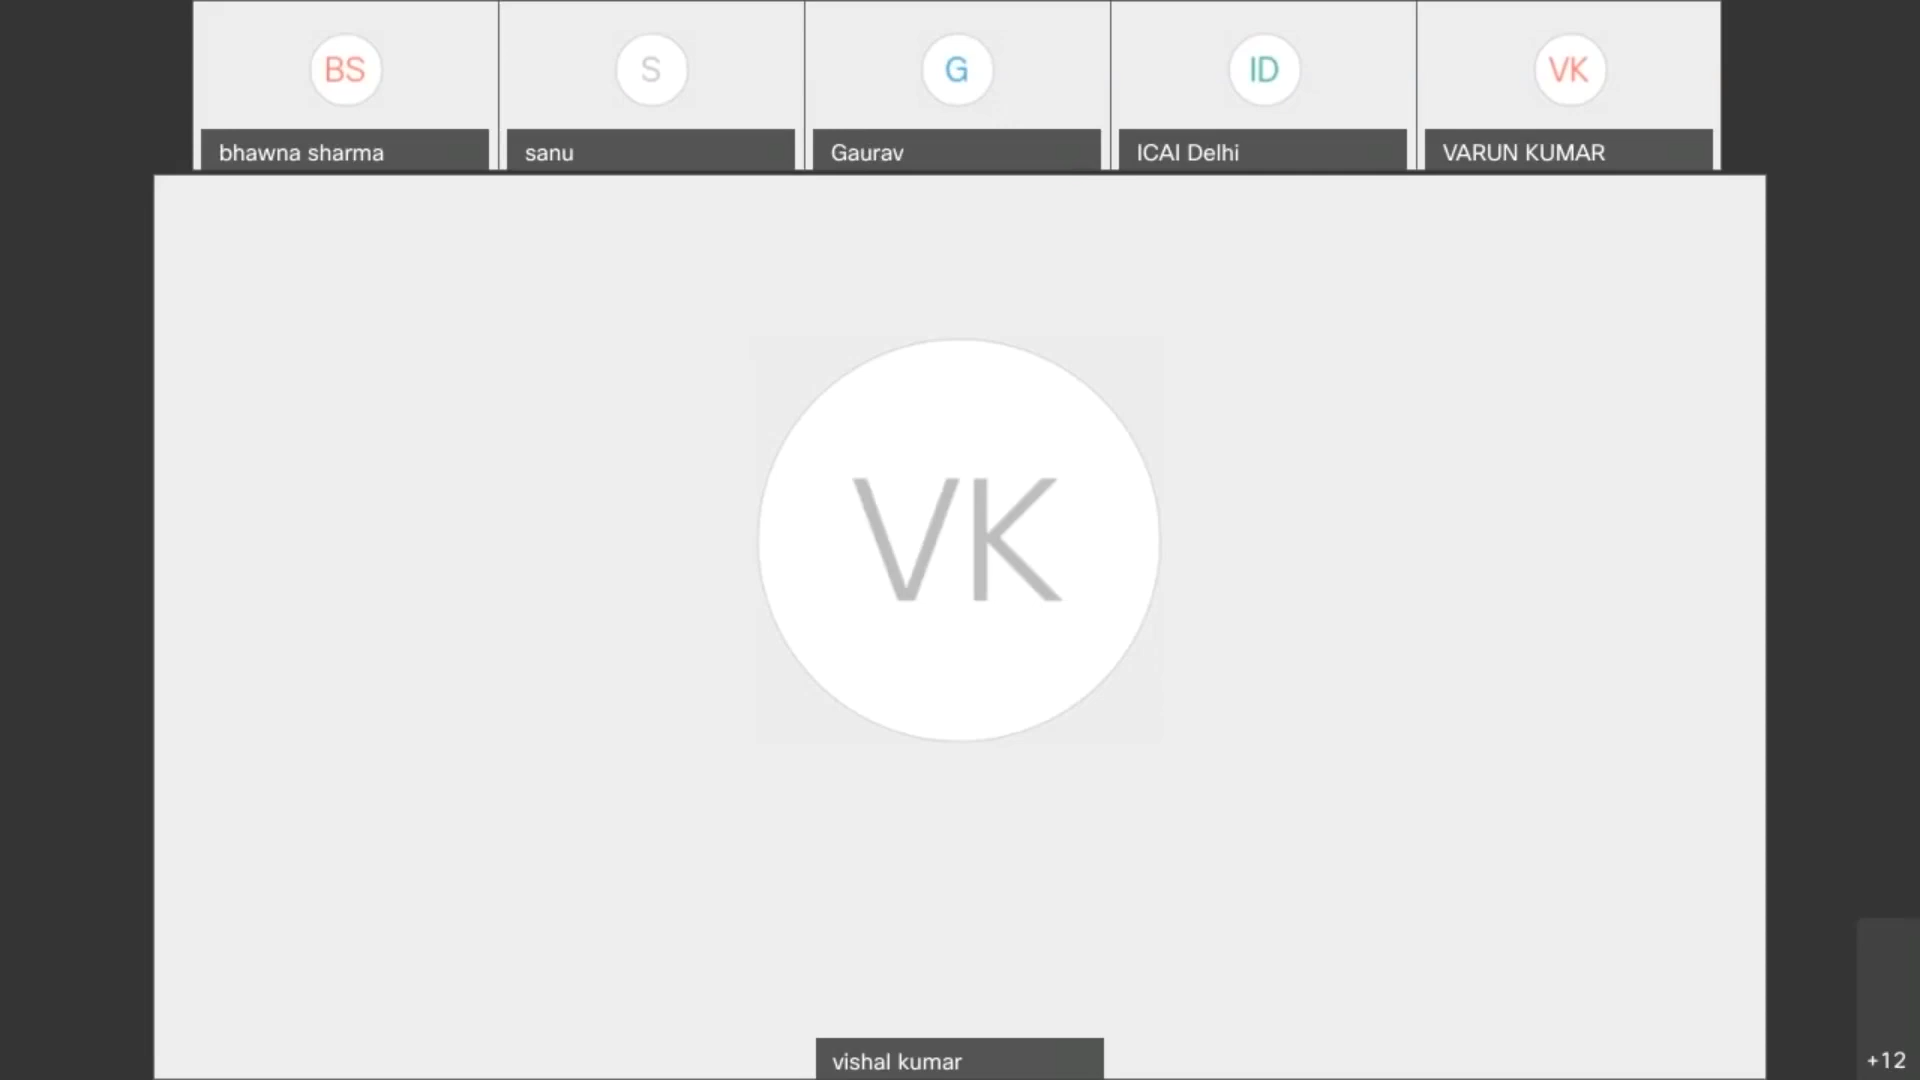 BS
S
G
ID
VK
bhawna sharma
sanu
Gaurav
ICAI Delhi
VARUN KUMAR
VK
vishal kumar
+12